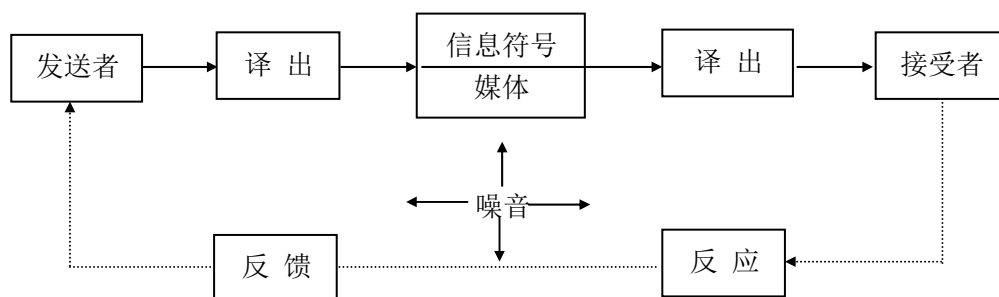 发送者
译 出
信息符号
媒体
译 出
接受者
噪音
反 馈
反 应